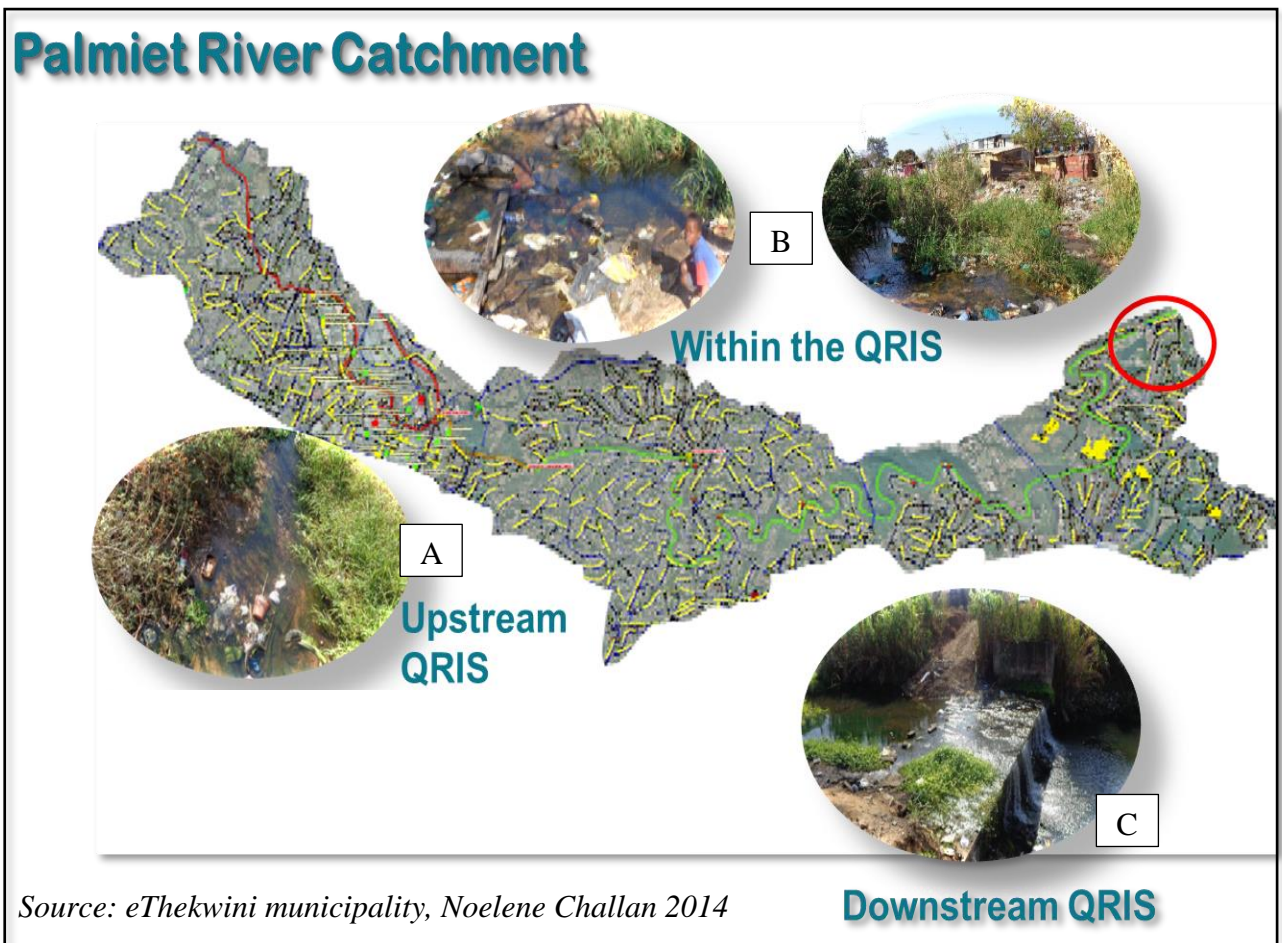 Palmiet River Catchment
B
Within the QRIS
A
Upstream
QRIS
C
Source: eThekwini municipality, Noelene Challan 2014
Downstream QRIS